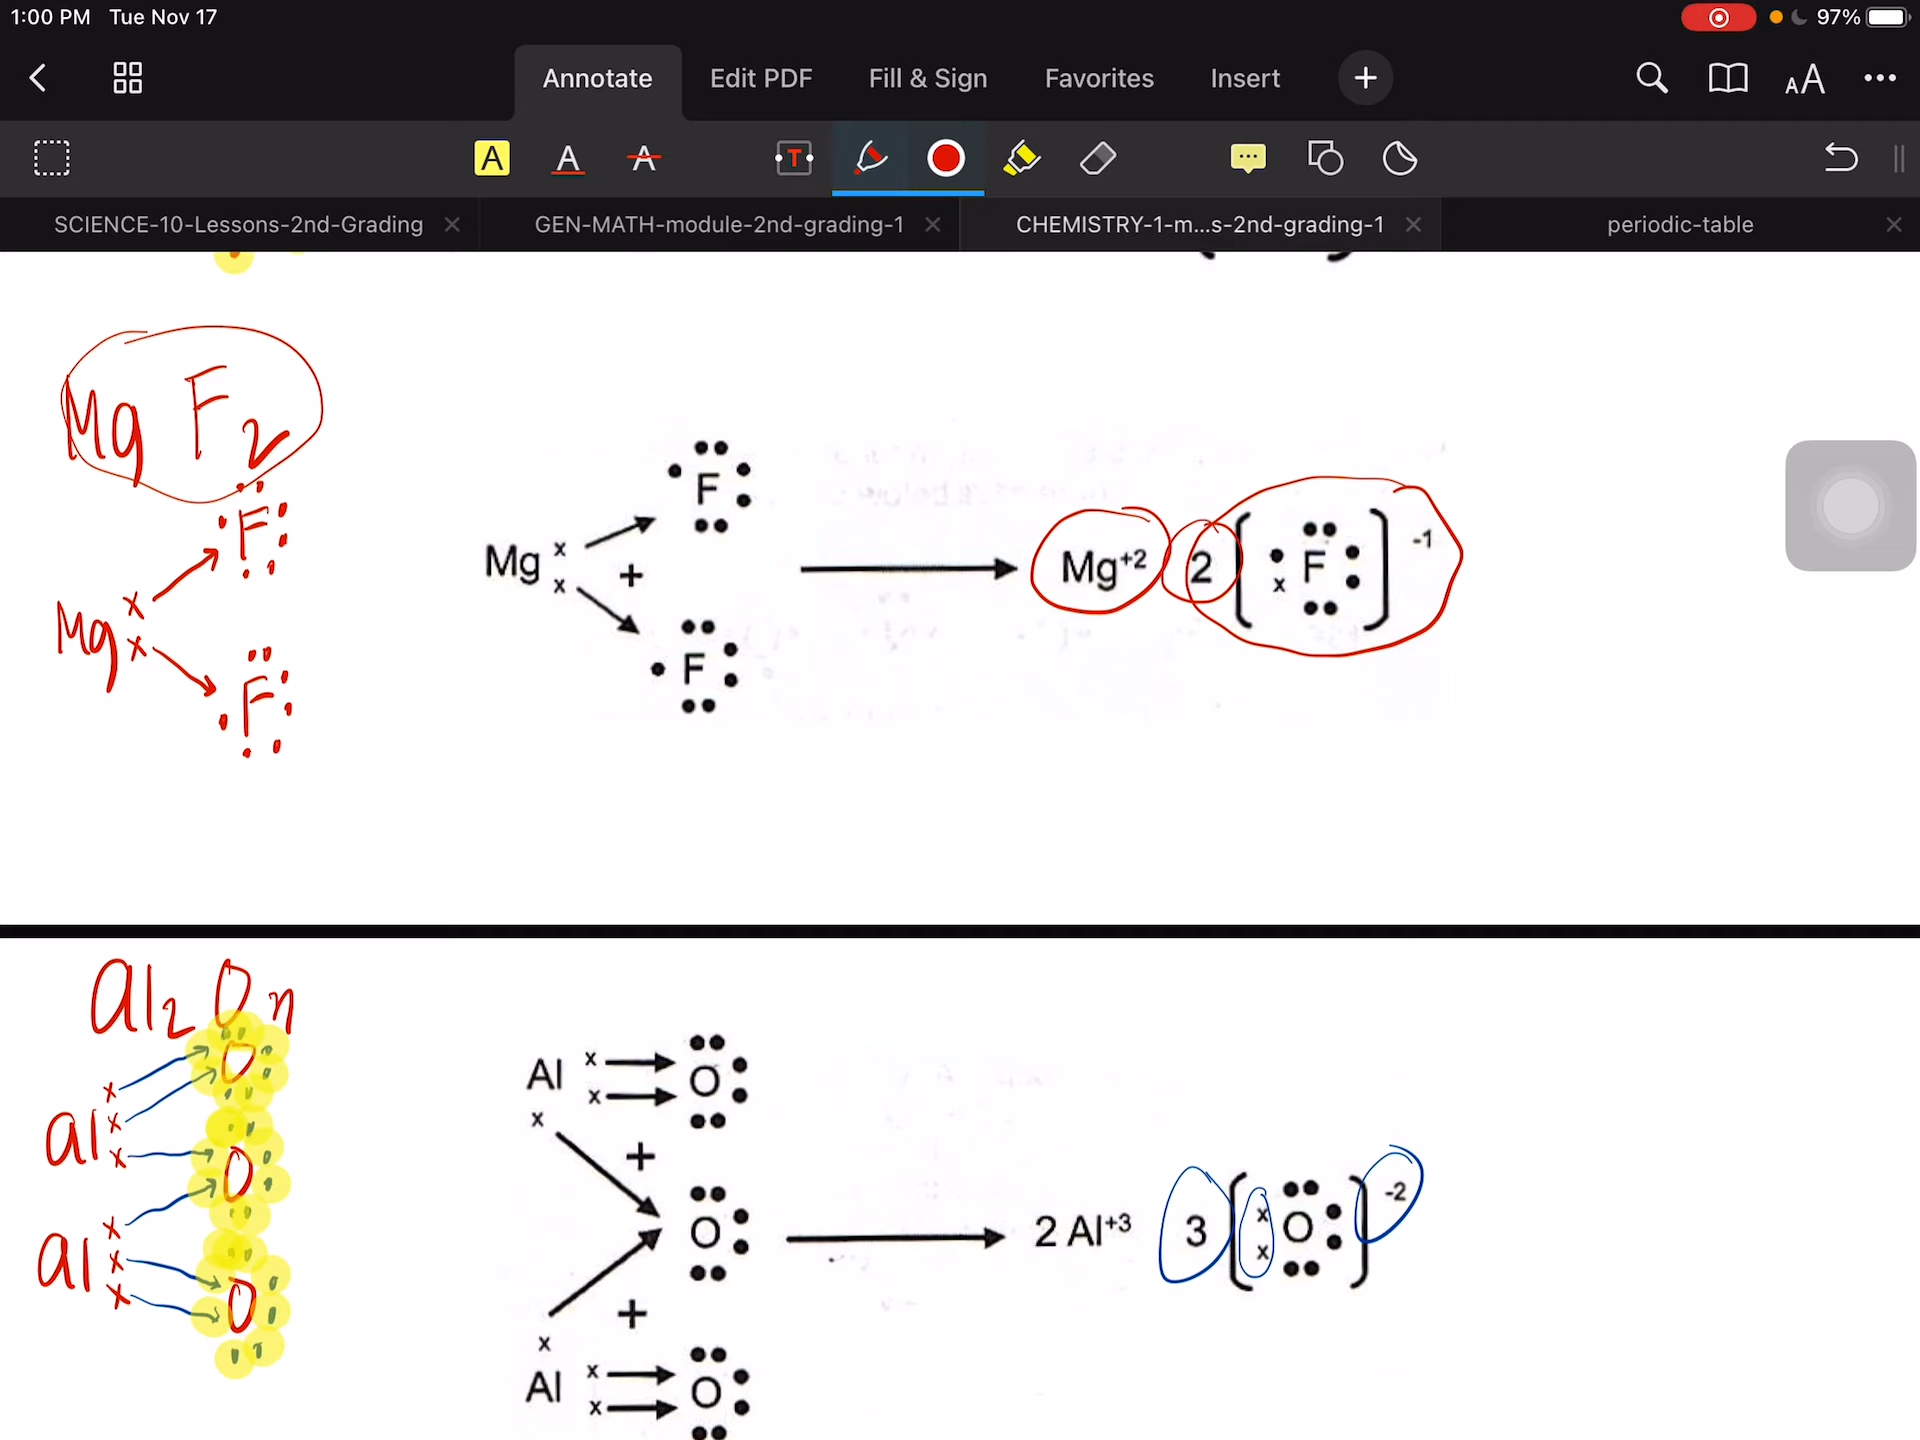 1:00 PM Tue Nov 17 97%
Annotate Edit PDF Fill & Sign Favorites Insert +
AA
A A A T
SCIENCE-10-Lessons-2nd-Grading GEN-MATH-module-2nd-grading-1 CHEMISTRY-1-m...s-2nd-grading-1 periodic-table
Mg F2
F
Mg x x
F
F
Mg x x +
F
Mg+2 2 [ x F ] -1
Al2 On
O
Al x x x
O
Al x x x
O
Al x x x O
+
O
+
x
Al x x O
2 Al+3 3 [ x x O ] -2